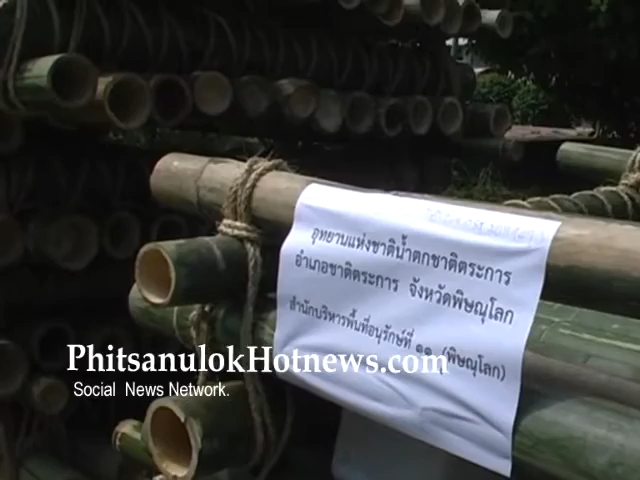 อุทยานแห่งชาติน้ำตกชาติตระการ
อำเภอชาติตระการ จังหวัดพิษณุโลก
สำนักบริหารพื้นที่อนุรักษ์ที่ ๑๑ (พิษณุโลก)
PhitsanulokHotnews.com
Social News Network.